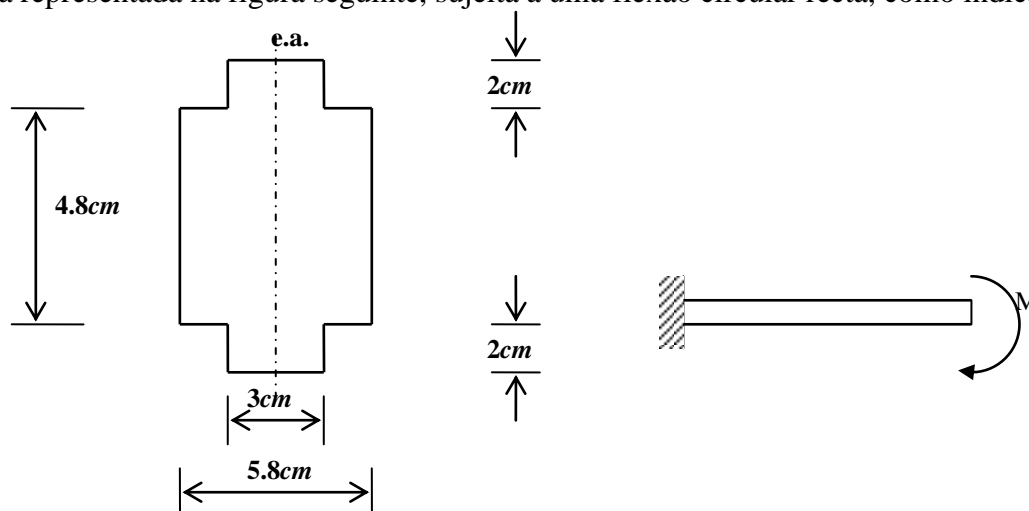 a representada na figura seguinte, sujeita a uma flexão circular recta, como indic
e.a.
2cm
4.8cm
2cm
3cm
5.8cm
M